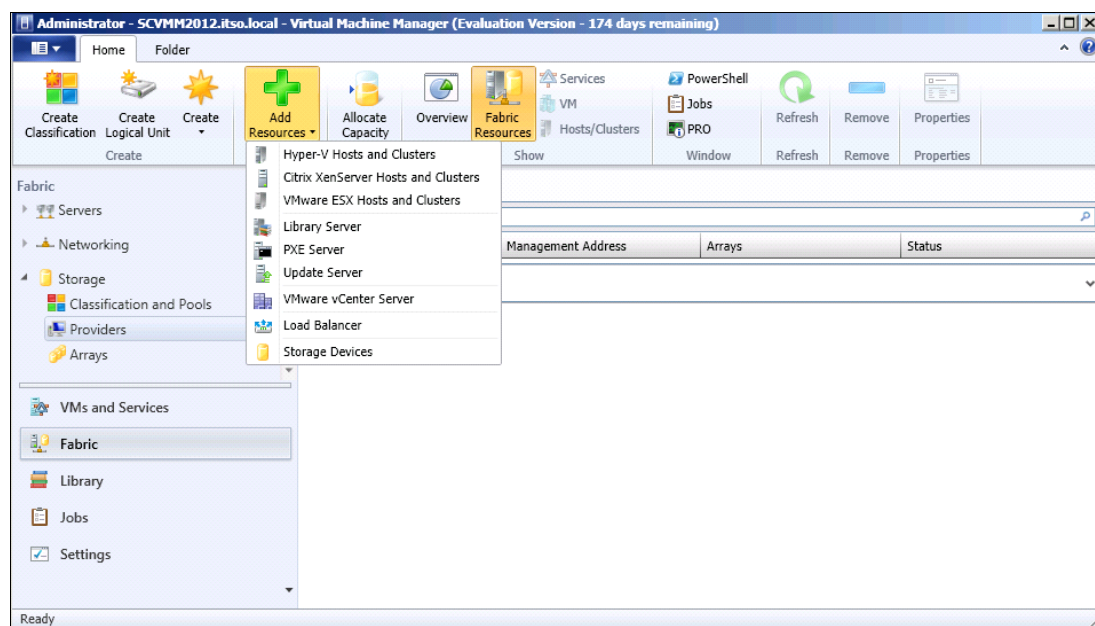 Administrator - SCVMM2012.itso.local - Virtual Machine Manager (Evaluation Version - 174 days remaining)
Home Folder
Create Classification
Create Logical Unit
Create
Add Resources
Allocate Capacity
Overview
Fabric Resources
Services
VM
Hosts/Clusters
PowerShell
Jobs
PRO
Refresh
Remove
Properties
Create
Show
Window
Refresh
Remove
Properties
Hyper-V Hosts and Clusters
Citrix XenServer Hosts and Clusters
VMware ESX Hosts and Clusters
Library Server
PXE Server
Update Server
VMware vCenter Server
Load Balancer
Storage Devices
Fabric
Servers
Networking
Storage
Classification and Pools
Providers
Arrays
Management Address Arrays Status
VMs and Services
Fabric
Library
Jobs
Settings
Ready